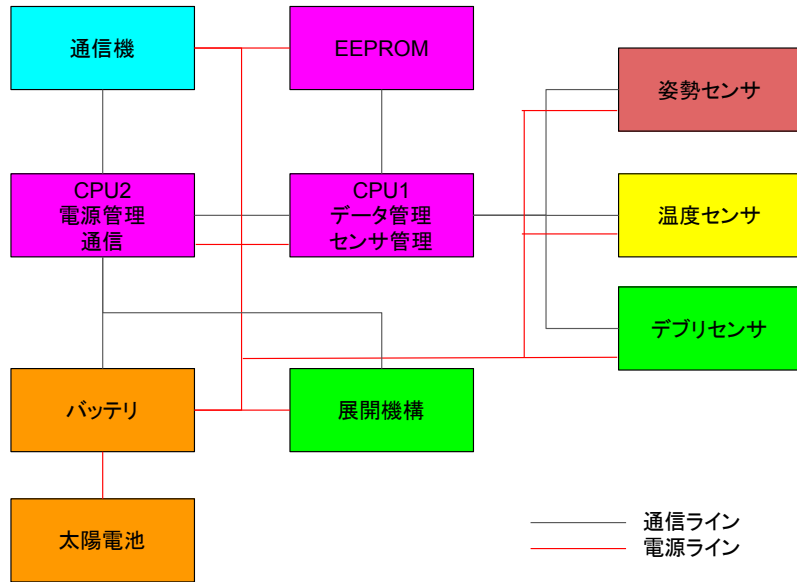 通信機
EEPROM
姿勢センサ
CPU2
電源管理
通信
CPU1
データ管理
センサ管理
温度センサ
デブリセンサ
バッテリ
展開機構
太陽電池
通信ライン
電源ライン